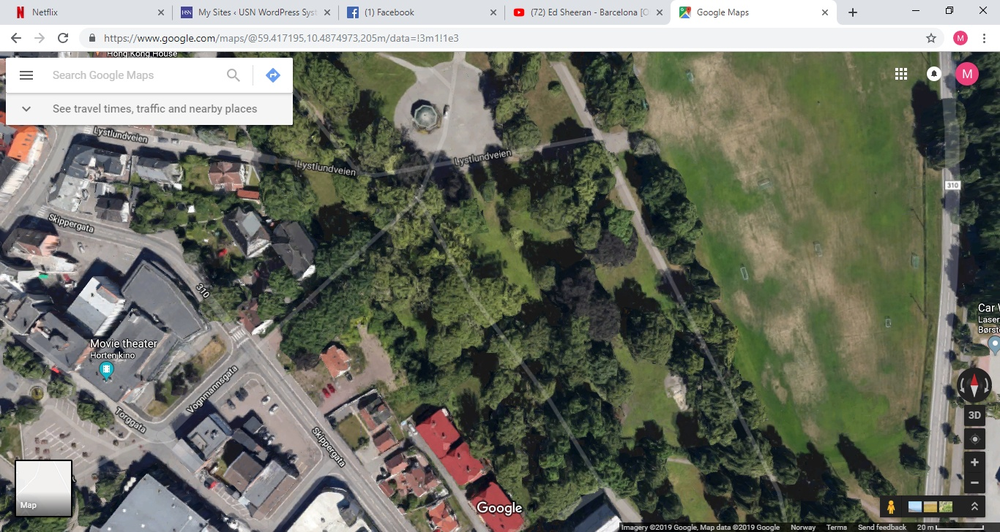 Netflix
My Sites ‹ USN WordPress Syst
(1) Facebook
(72) Ed Sheeran - Barcelona [O
Google Maps
https://www.google.com/maps/@59.417195,10.4874973,205m/data=!3m1!1e3
M
Hong Kong House
Search Google Maps
M
See travel times, traffic and nearby places
Lystlundveien
Lystlundveien
Lystlundveien
310
Skippergata
310
Car
Laser
Børst
Movie theater
Horten kino
Vognmannsgata
Torggata
Skippergata
3D
Map
Google
Imagery ©2019 Google, Map data ©2019 Google Norway Terms Send feedback 20 m